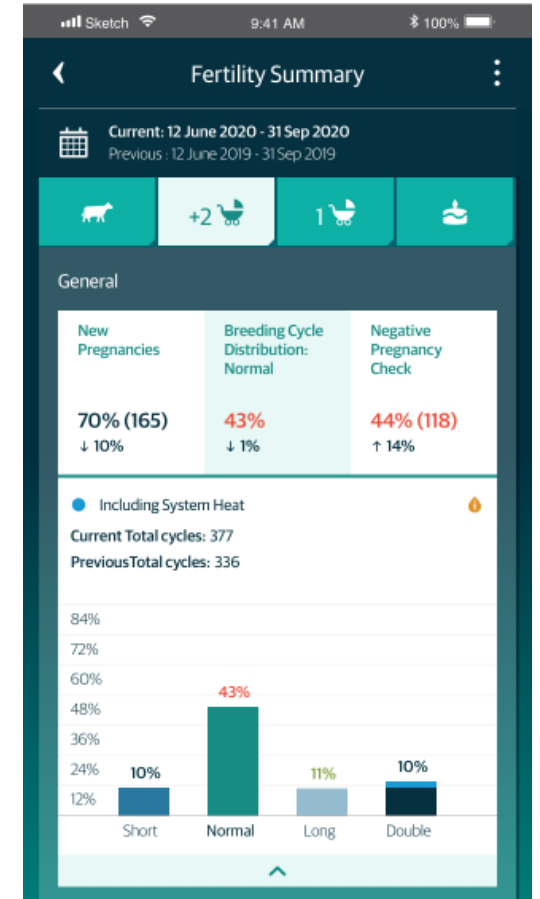 Sketch 9:41 AM 100%
Fertility Summary
Current: 12 June 2020 - 31 Sep 2020
Previous : 12 June 2019 - 31 Sep 2019
+2 1
General
New Pregnancies
70% (165)
↓ 10%
Breeding Cycle
Distribution:
Normal
43%
↓ 1%
Negative
Pregnancy
Check
44% (118)
↑ 14%
Including System Heat
Current Total cycles: 377
PreviousTotal cycles: 336
84%
72%
60%
48%
36%
24%
12%
10%
43%
11%
10%
Short Normal Long Double